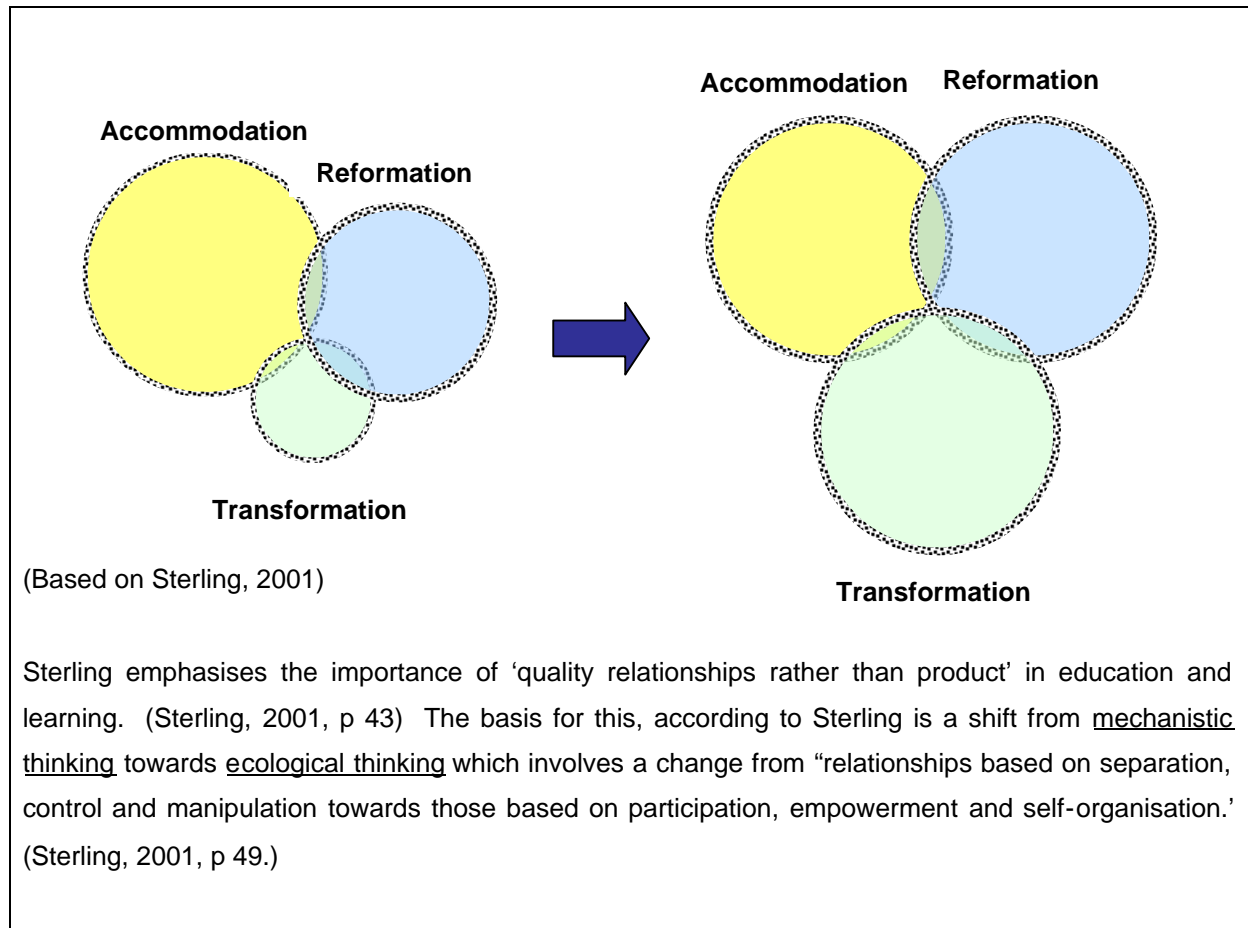 Accommodation
Reformation
Transformation
Accommodation
Reformation
Transformation
(Based on Sterling, 2001)
Sterling emphasises the importance of ‘quality relationships rather than product’ in education and
learning. (Sterling, 2001, p 43) The basis for this, according to Sterling is a shift from mechanistic
thinking towards ecological thinking which involves a change from “relationships based on separation,
control and manipulation towards those based on participation, empowerment and self-organisation.’
(Sterling, 2001, p 49.)